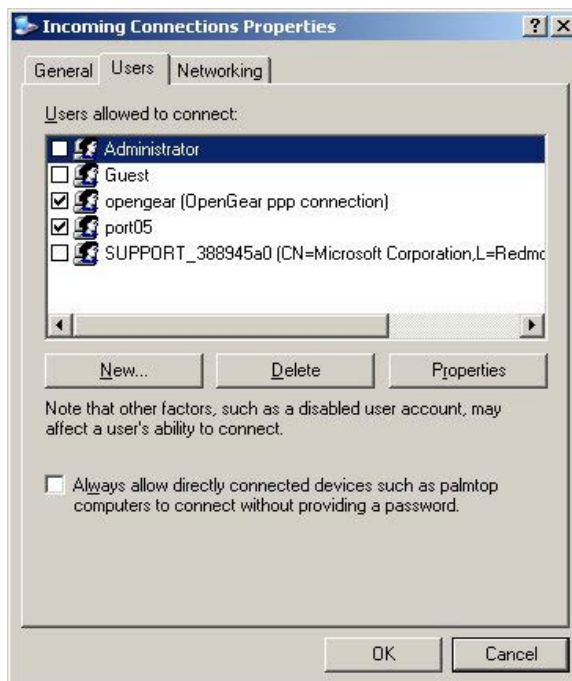 Incoming Connections Properties
General Users Networking
Users allowed to connect:
Administrator
Guest
opengear (OpenGear ppp connection)
port05
SUPPORT_388945a0 (CN=Microsoft Corporation,L=Redmo
New... Delete Properties
Note that other factors, such as a disabled user account, may
affect a user's ability to connect.
Always allow directly connected devices such as palmtop
computers to connect without providing a password.
OK Cancel